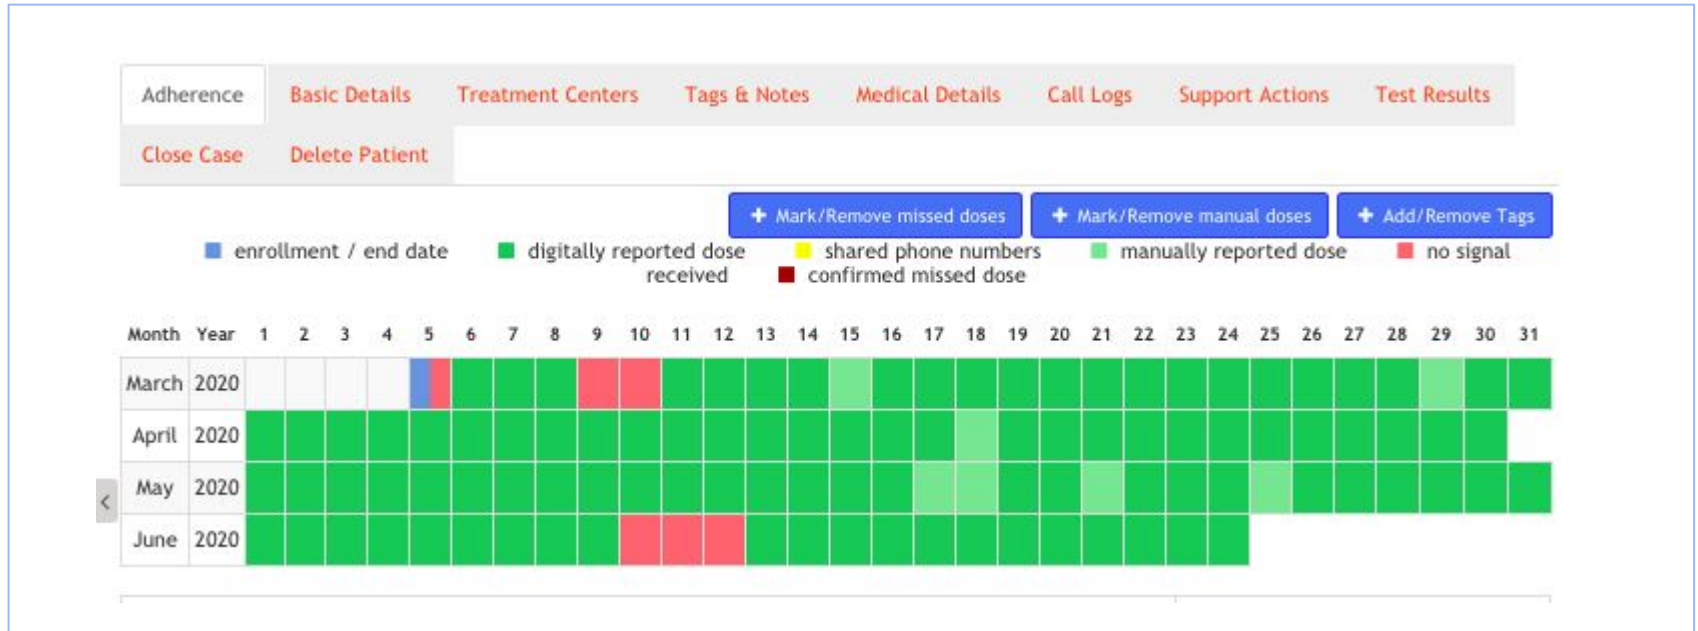 Adherence Basic Details Treatment Centers Tags & Notes Medical Details Call Logs Support Actions Test Results
Close Case Delete Patient
+ Mark/Remove missed doses + Mark/Remove manual doses + Add/Remove Tags
enrollment / end date digitally reported dose shared phone numbers manually reported dose no signal
received confirmed missed dose
Month Year 1 2 3 4 5 6 7 8 9 10 11 12 13 14 15 16 17 18 19 20 21 22 23 24 25 26 27 28 29 30 31
March 2020
April 2020
May 2020
June 2020